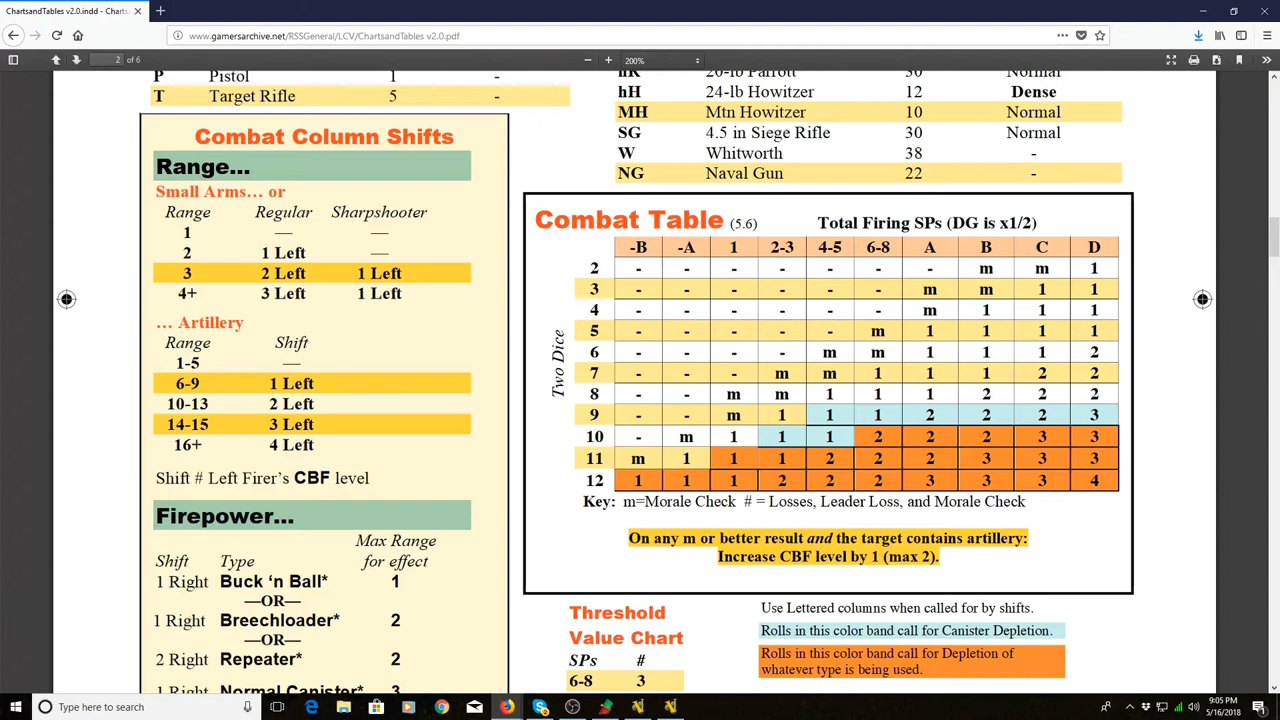 ChartsandTables v2.0.indd - Charts
www.gamersarchive.net/RSSGeneral/LCV/ChartsandTables v2.0.pdf
2 of 6
200%
P Pistol 1 -
T Target Rifle 5 -
hR 20-lb Parrott 30 Normal
hH 24-lb Howitzer 12 Dense
MH Mtn Howitzer 10 Normal
SG 4.5 in Siege Rifle 30 Normal
W Whitworth 38 -
NG Naval Gun 22 -
Combat Column Shifts
Range...
Small Arms... or
Range Regular Sharpshooter
1 — —
2 1 Left —
3 2 Left 1 Left
4+ 3 Left 1 Left
... Artillery
Range Shift
1-5 —
6-9 1 Left
10-13 2 Left
14-15 3 Left
16+ 4 Left
Shift # Left Firer's CBF level
Firepower...
Max Range
Shift Type for effect
1 Right Buck 'n Ball* 1
—OR—
1 Right Breechloader* 2
—OR—
2 Right Repeater* 2
1 Right Normal Canister* 3
Combat Table (5.6) Total Firing SPs (DG is x1/2)
-B -A 1 2-3 4-5 6-8 A B C D
Two Dice
2 - - - - - - - m m 1
3 - - - - - - m m 1 1
4 - - - - - - m 1 1 1
5 - - - - - m 1 1 1 1
6 - - - - m m 1 1 1 2
7 - - - m m 1 1 1 2 2
8 - - m m 1 1 1 2 2 2
9 - - m 1 1 1 2 2 2 3
10 - m 1 1 1 2 2 2 3 3
11 m 1 1 1 2 2 2 3 3 3
12 1 1 1 2 2 2 3 3 3 4
Key: m=Morale Check # = Losses, Leader Loss, and Morale Check
On any m or better result and the target contains artillery:
Increase CBF level by 1 (max 2).
Threshold
Value Chart
SPs #
6-8 3
Use Lettered columns when called for by shifts.
Rolls in this color band call for Canister Depletion.
Rolls in this color band call for Depletion of
whatever type is being used.
Type here to search
9:05 PM
5/16/2018